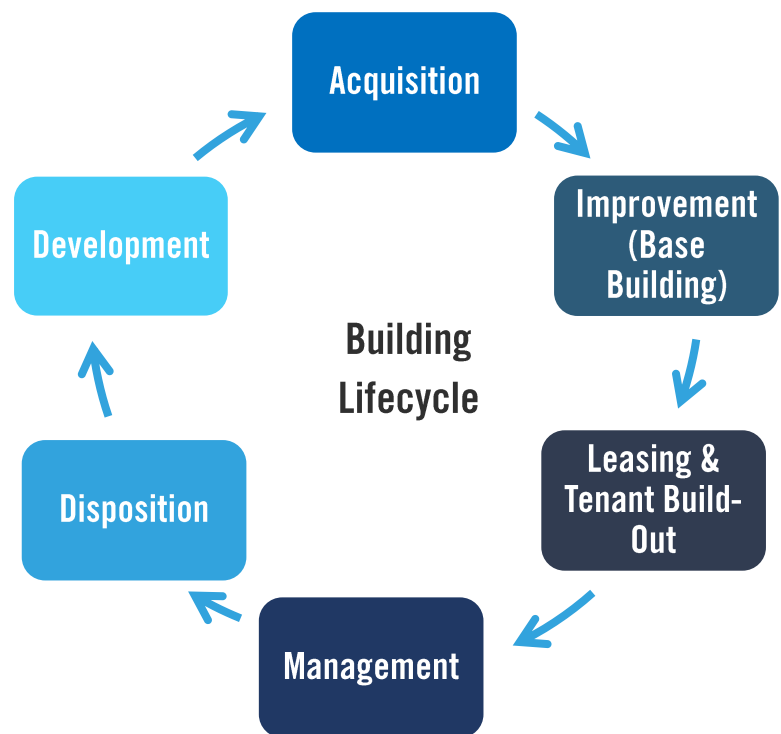 Acquisition
Improvement
(Base
Building)
Leasing &
Tenant Build-
Out
Management
Disposition
Development
Building
Lifecycle